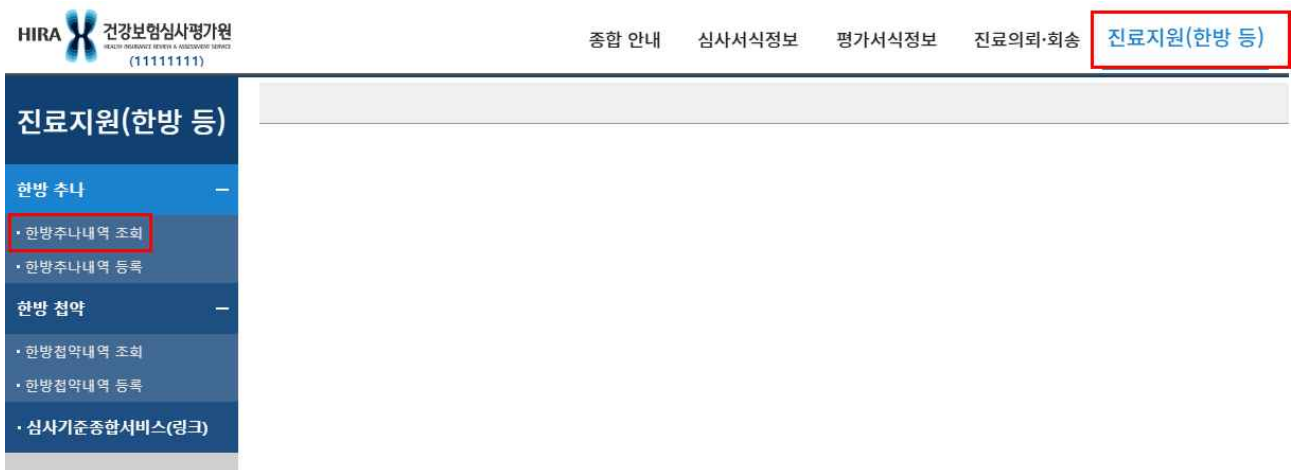 HIRA 건강보험심사평가원
HEALTH INSURANCE REVIEW & ASSESSMENT SERVICE
(11111111)
종합 안내 심사서식정보 평가서식정보 진료의뢰·회송 진료지원(한방 등)
진료지원(한방 등)
한방 추나 −
· 한방추나내역 조회
· 한방추나내역 등록
한방 첩약 −
· 한방첩약내역 조회
· 한방첩약내역 등록
· 심사기준종합서비스(링크)